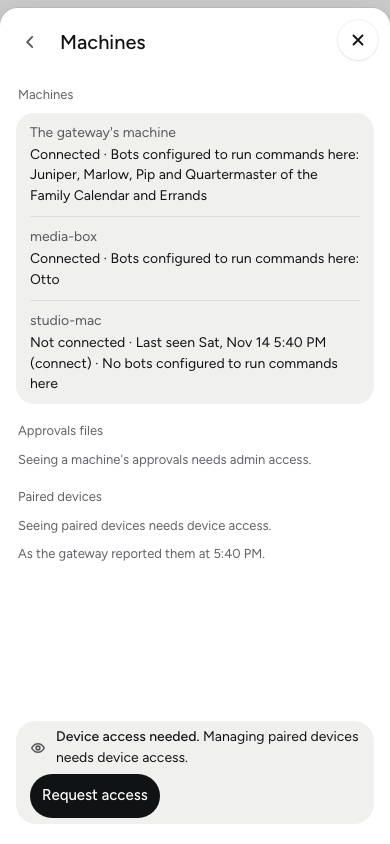 Machines
Machines
The gateway's machine
Connected · Bots configured to run commands here:
Juniper, Marlow, Pip and Quartermaster of the
Family Calendar and Errands
media-box
Connected · Bots configured to run commands here:
Otto
studio-mac
Not connected · Last seen Sat, Nov 14 5:40 PM
(connect) · No bots configured to run commands
here
Approvals files
Seeing a machine's approvals needs admin access.
Paired devices
Seeing paired devices needs device access.
As the gateway reported them at 5:40 PM.
Device access needed. Managing paired devices
needs device access.
Request access